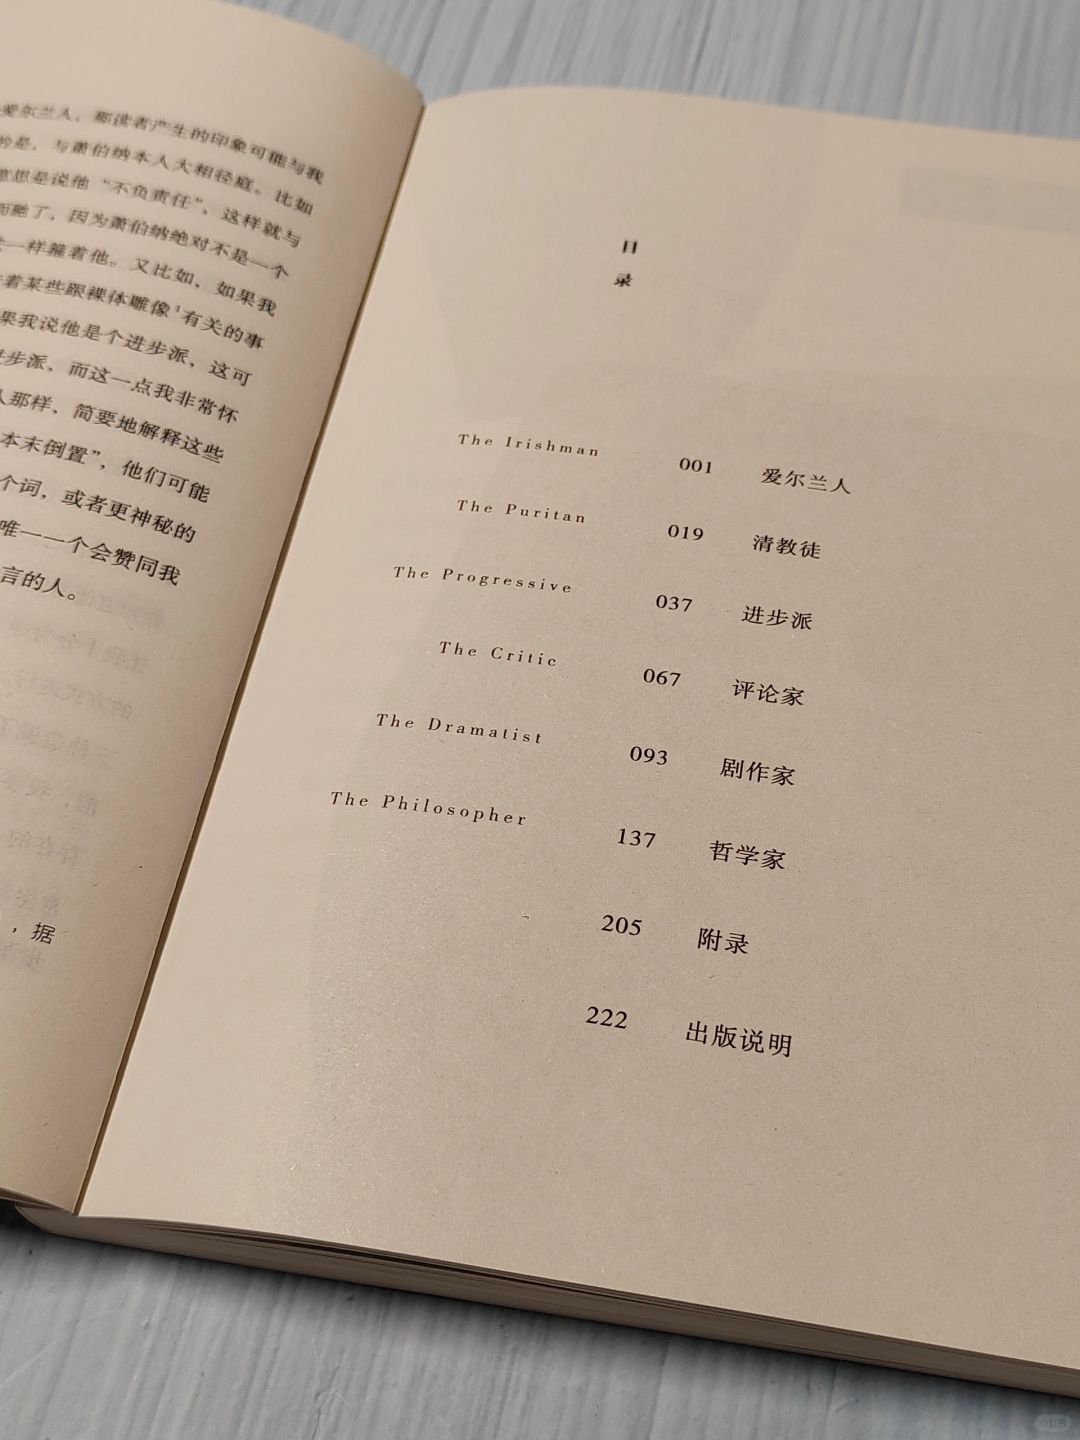 爱尔兰人，那读者产生的印象可能与我
的是，与萧伯纳本人大相径庭。比如
意思是说他“不负责任”，这样就与
而驰了，因为萧伯纳绝对不是一个
一样箍着他。又比如，如果我
着某些跟裸体雕像¹有关的事
果我说他是个进步派，这可
进步派，而这一点我非常怀
人那样，简要地解释这些
本末倒置”，他们可能
个词，或者更神秘的
唯一一个会赞同我
言的人。
，据
目
录
The Irishman 001 爱尔兰人
The Puritan 019 清教徒
The Progressive 037 进步派
The Critic 067 评论家
The Dramatist 093 剧作家
The Philosopher 137 哲学家
205 附录
222 出版说明
小红书